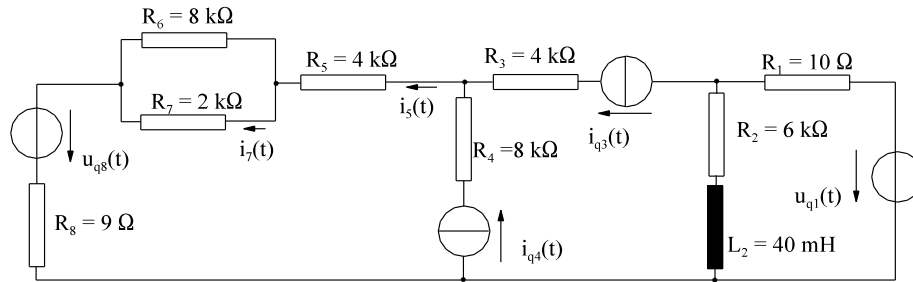 R₆ = 8 kΩ
R₅ = 4 kΩ
R₃ = 4 kΩ
R₁ = 10 Ω
R₇ = 2 kΩ
i₅(t)
i_q3(t)
i₇(t)
R₂ = 6 kΩ
u_q8(t)
R₄ =8 kΩ
u_q1(t)
R₈ = 9 Ω
i_q4(t)
L₂ = 40 mH